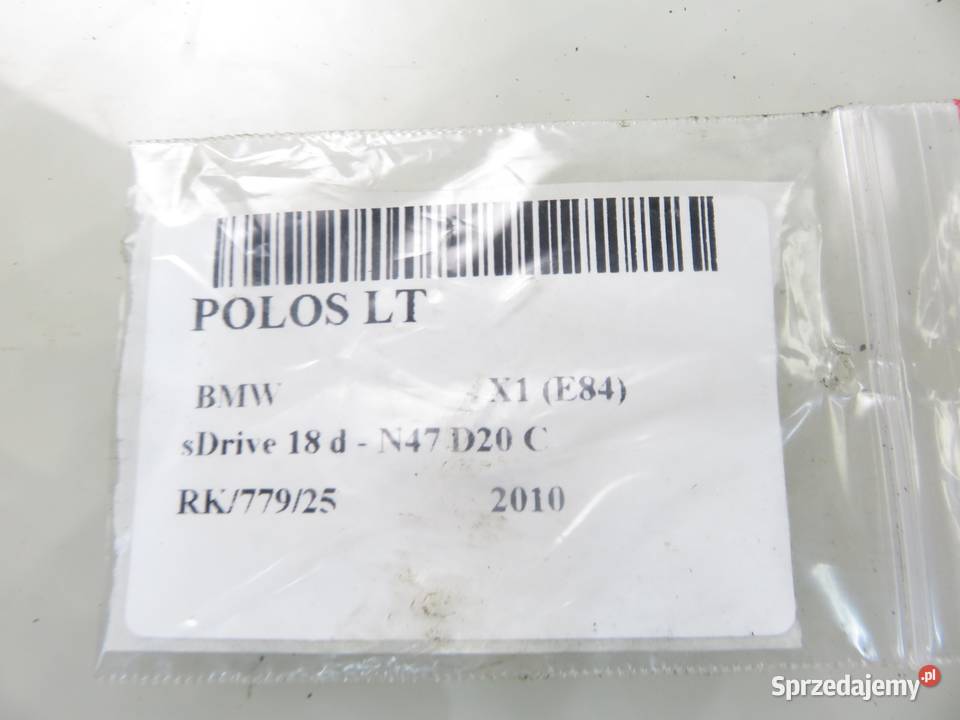 POLOS LT
BMW X1 (E84)
sDrive 18 d - N47 D20 C
RK/779/25 2010
Sprzedajemy.pl